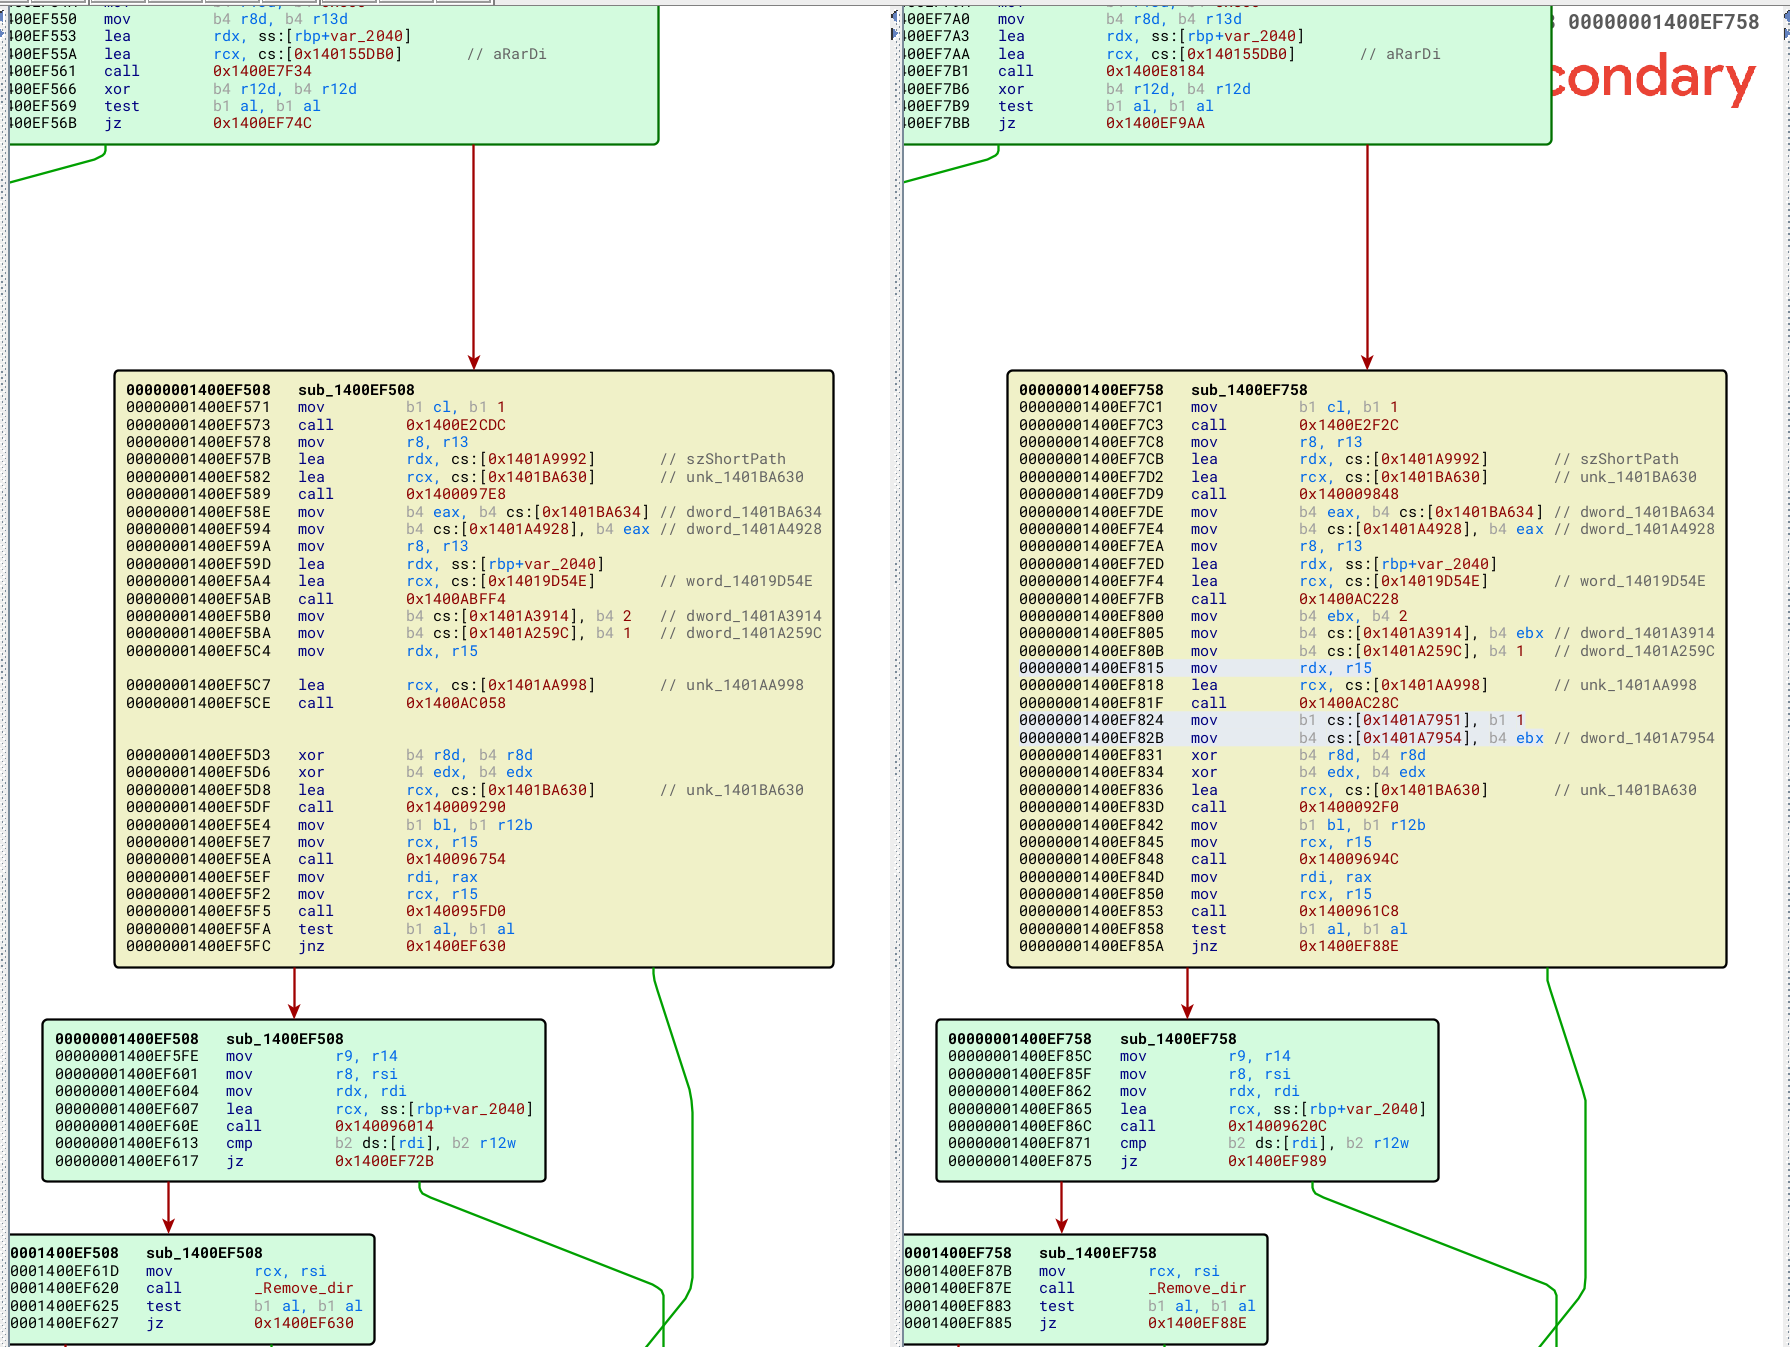 400EF550 mov b4 r8d, b4 r13d
400EF553 lea rdx, ss:[rbp+var_2040]
400EF55A lea rcx, cs:[0x140155DB0] // aRarDi
400EF561 call 0x1400E7F34
400EF566 xor b4 r12d, b4 r12d
400EF569 test b1 al, b1 al
400EF56B jz 0x1400EF74C
00000001400EF508 sub_1400EF508
00000001400EF571 mov b1 cl, b1 1
00000001400EF573 call 0x1400E2CDC
00000001400EF578 mov r8, r13
00000001400EF57B lea rdx, cs:[0x1401A9992] // szShortPath
00000001400EF582 lea rcx, cs:[0x1401BA630] // unk_1401BA630
00000001400EF589 call 0x1400097E8
00000001400EF58E mov b4 eax, b4 cs:[0x1401BA634] // dword_1401BA634
00000001400EF594 mov b4 cs:[0x1401A4928], b4 eax // dword_1401A4928
00000001400EF59A mov r8, r13
00000001400EF59D lea rdx, ss:[rbp+var_2040]
00000001400EF5A4 lea rcx, cs:[0x14019D54E] // word_14019D54E
00000001400EF5AB call 0x1400ABFF4
00000001400EF5B0 mov b4 cs:[0x1401A3914], b4 2 // dword_1401A3914
00000001400EF5BA mov b4 cs:[0x1401A259C], b4 1 // dword_1401A259C
00000001400EF5C4 mov rdx, r15
00000001400EF5C7 lea rcx, cs:[0x1401AA998] // unk_1401AA998
00000001400EF5CE call 0x1400AC058
00000001400EF5D3 xor b4 r8d, b4 r8d
00000001400EF5D6 xor b4 edx, b4 edx
00000001400EF5D8 lea rcx, cs:[0x1401BA630] // unk_1401BA630
00000001400EF5DF call 0x140009290
00000001400EF5E4 mov b1 bl, b1 r12b
00000001400EF5E7 mov rcx, r15
00000001400EF5EA call 0x140096754
00000001400EF5EF mov rdi, rax
00000001400EF5F2 mov rcx, r15
00000001400EF5F5 call 0x140095FD0
00000001400EF5FA test b1 al, b1 al
00000001400EF5FC jnz 0x1400EF630
00000001400EF508 sub_1400EF508
00000001400EF5FE mov r9, r14
00000001400EF601 mov r8, rsi
00000001400EF604 mov rdx, rdi
00000001400EF607 lea rcx, ss:[rbp+var_2040]
00000001400EF60E call 0x140096014
00000001400EF613 cmp b2 ds:[rdi], b2 r12w
00000001400EF617 jz 0x1400EF72B
0001400EF508 sub_1400EF508
0001400EF61D mov rcx, rsi
0001400EF620 call _Remove_dir
0001400EF625 test b1 al, b1 al
0001400EF627 jz 0x1400EF630
00000001400EF758
condary
400EF7A0 mov b4 r8d, b4 r13d
400EF7A3 lea rdx, ss:[rbp+var_2040]
400EF7AA lea rcx, cs:[0x140155DB0] // aRarDi
400EF7B1 call 0x1400E8184
400EF7B6 xor b4 r12d, b4 r12d
400EF7B9 test b1 al, b1 al
400EF7BB jz 0x1400EF9AA
00000001400EF758 sub_1400EF758
00000001400EF7C1 mov b1 cl, b1 1
00000001400EF7C3 call 0x1400E2F2C
00000001400EF7C8 mov r8, r13
00000001400EF7CB lea rdx, cs:[0x1401A9992] // szShortPath
00000001400EF7D2 lea rcx, cs:[0x1401BA630] // unk_1401BA630
00000001400EF7D9 call 0x140009848
00000001400EF7DE mov b4 eax, b4 cs:[0x1401BA634] // dword_1401BA634
00000001400EF7E4 mov b4 cs:[0x1401A4928], b4 eax // dword_1401A4928
00000001400EF7EA mov r8, r13
00000001400EF7ED lea rdx, ss:[rbp+var_2040]
00000001400EF7F4 lea rcx, cs:[0x14019D54E] // word_14019D54E
00000001400EF7FB call 0x1400AC228
00000001400EF800 mov b4 ebx, b4 2
00000001400EF805 mov b4 cs:[0x1401A3914], b4 ebx // dword_1401A3914
00000001400EF80B mov b4 cs:[0x1401A259C], b4 1 // dword_1401A259C
00000001400EF815 mov rdx, r15
00000001400EF818 lea rcx, cs:[0x1401AA998] // unk_1401AA998
00000001400EF81F call 0x1400AC28C
00000001400EF824 mov b1 cs:[0x1401A7951], b1 1
00000001400EF82B mov b4 cs:[0x1401A7954], b4 ebx // dword_1401A7954
00000001400EF831 xor b4 r8d, b4 r8d
00000001400EF834 xor b4 edx, b4 edx
00000001400EF836 lea rcx, cs:[0x1401BA630] // unk_1401BA630
00000001400EF83D call 0x1400092F0
00000001400EF842 mov b1 bl, b1 r12b
00000001400EF845 mov rcx, r15
00000001400EF848 call 0x14009694C
00000001400EF84D mov rdi, rax
00000001400EF850 mov rcx, r15
00000001400EF853 call 0x1400961C8
00000001400EF858 test b1 al, b1 al
00000001400EF85A jnz 0x1400EF88E
00000001400EF758 sub_1400EF758
00000001400EF85C mov r9, r14
00000001400EF85F mov r8, rsi
00000001400EF862 mov rdx, rdi
00000001400EF865 lea rcx, ss:[rbp+var_2040]
00000001400EF86C call 0x14009620C
00000001400EF871 cmp b2 ds:[rdi], b2 r12w
00000001400EF875 jz 0x1400EF989
0001400EF758 sub_1400EF758
0001400EF87B mov rcx, rsi
0001400EF87E call _Remove_dir
0001400EF883 test b1 al, b1 al
0001400EF885 jz 0x1400EF88E